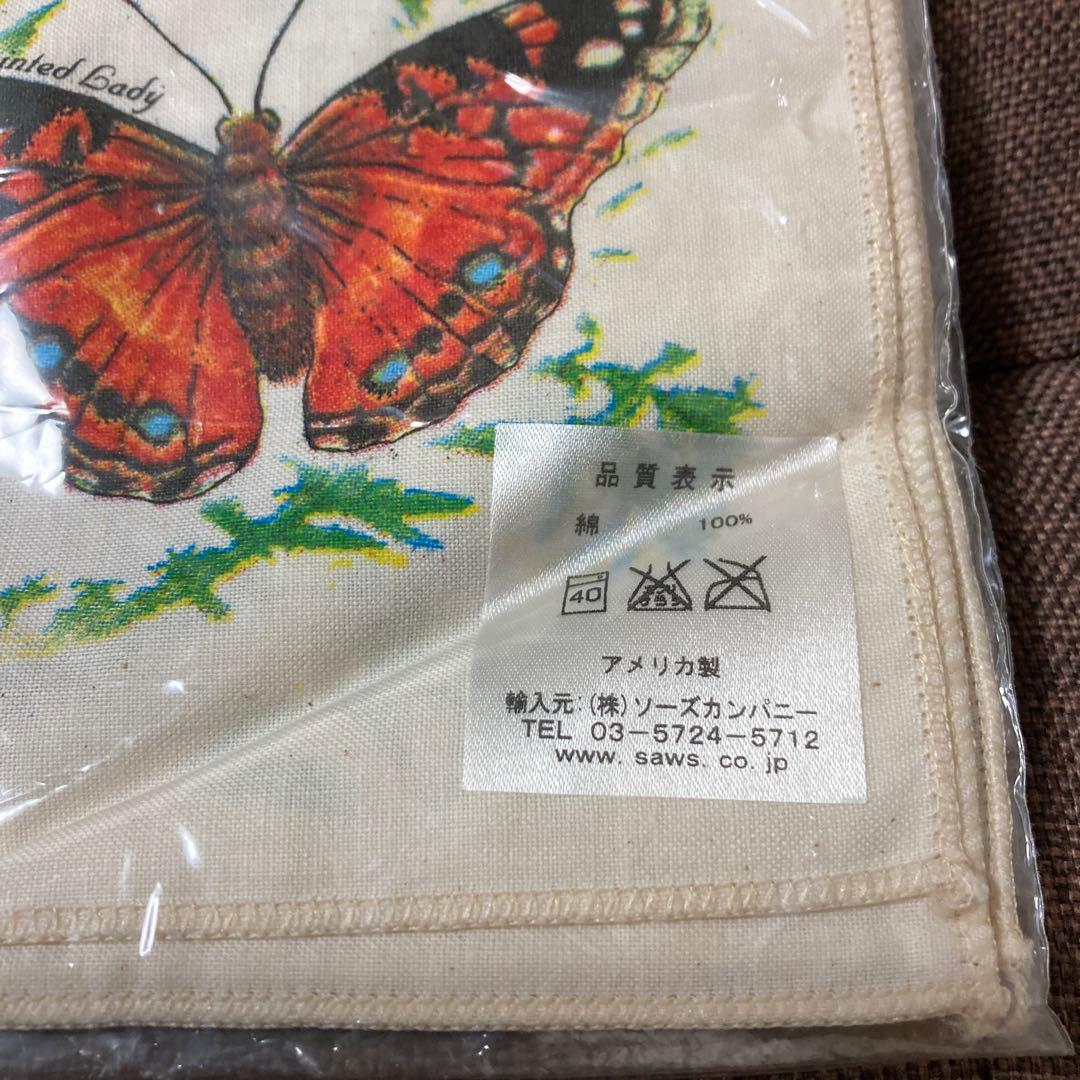 Lady
品質表示
綿 100%
40
アメリカ製
輸入元:(株)ソーズカンパニー
TEL 03-5724-5712
www. saws. co. jp